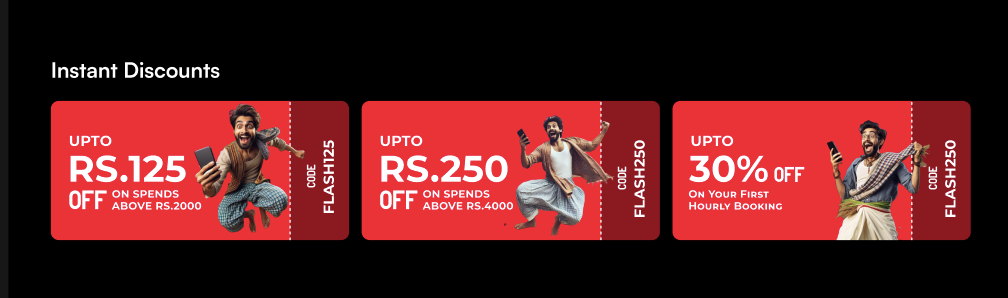 Instant Discounts
UPTO
RS.125
OFF ON SPENDS
ABOVE RS.2000
CODE
FLASH125
UPTO
RS.250
OFF ON SPENDS
ABOVE RS.4000
CODE
FLASH250
UPTO
30% OFF
On Your First
Hourly Booking
CODE
FLASH250